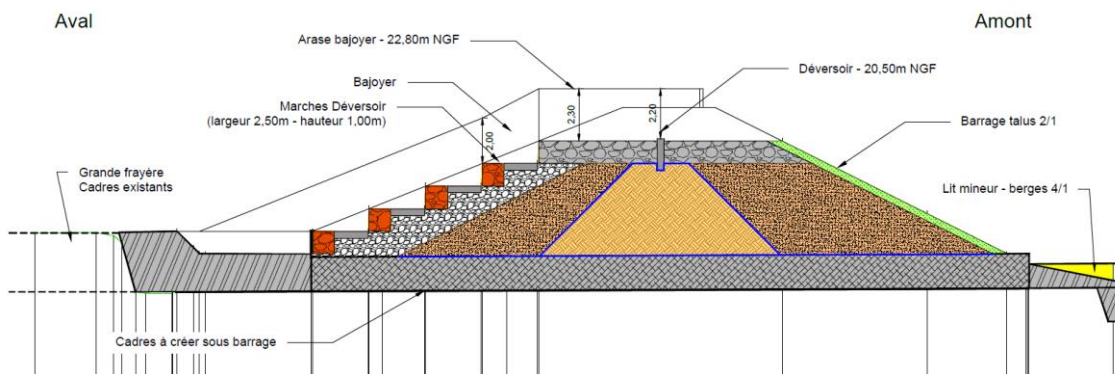 Aval
Amont
Arase bajoyer - 22,80m NGF
Déversoir - 20,50m NGF
Bajoyer
Marches Déversoir
(largeur 2,50m - hauteur 1,00m)
2,30
2,20
2,00
Barrage talus 2/1
Grande frayère
Cadres existants
Lit mineur - berges 4/1
Cadres à créer sous barrage